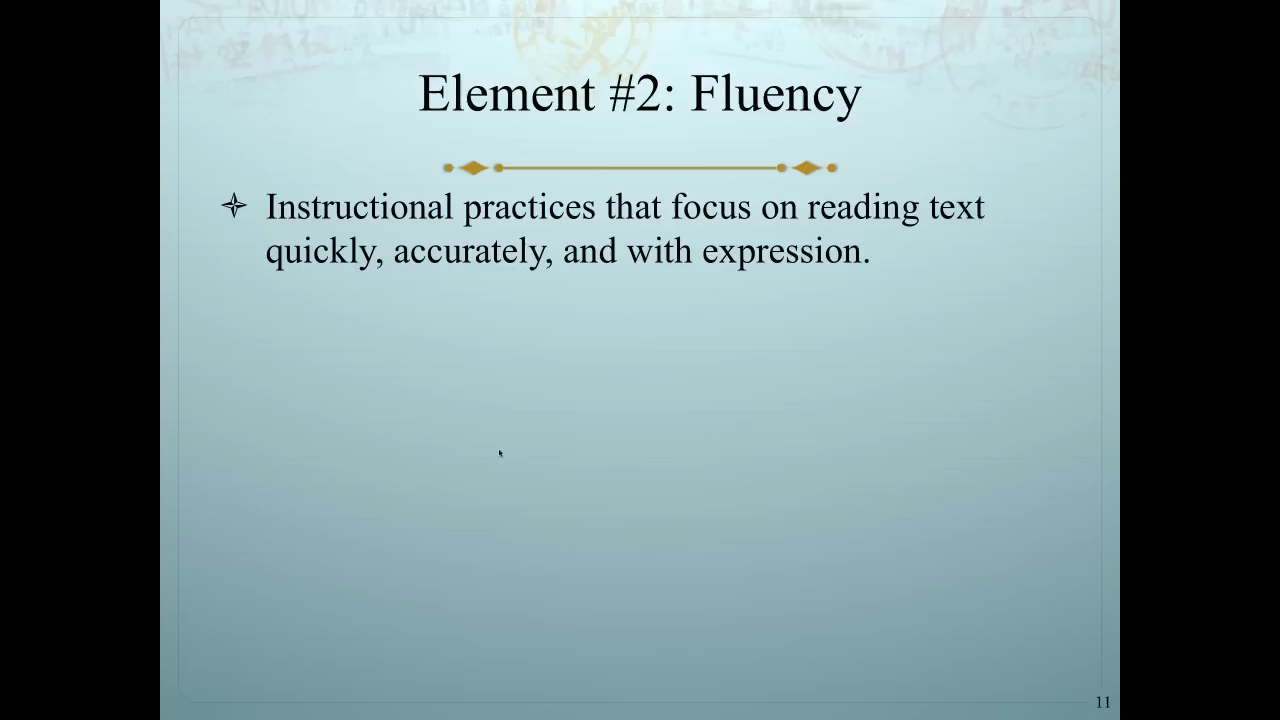 Element #2: Fluency
Instructional practices that focus on reading text
quickly, accurately, and with expression.
11